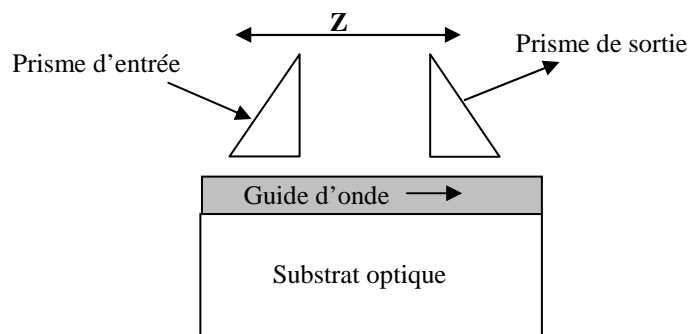 Z
Prisme de sortie
Prisme d'entrée
Guide d'onde
Substrat optique